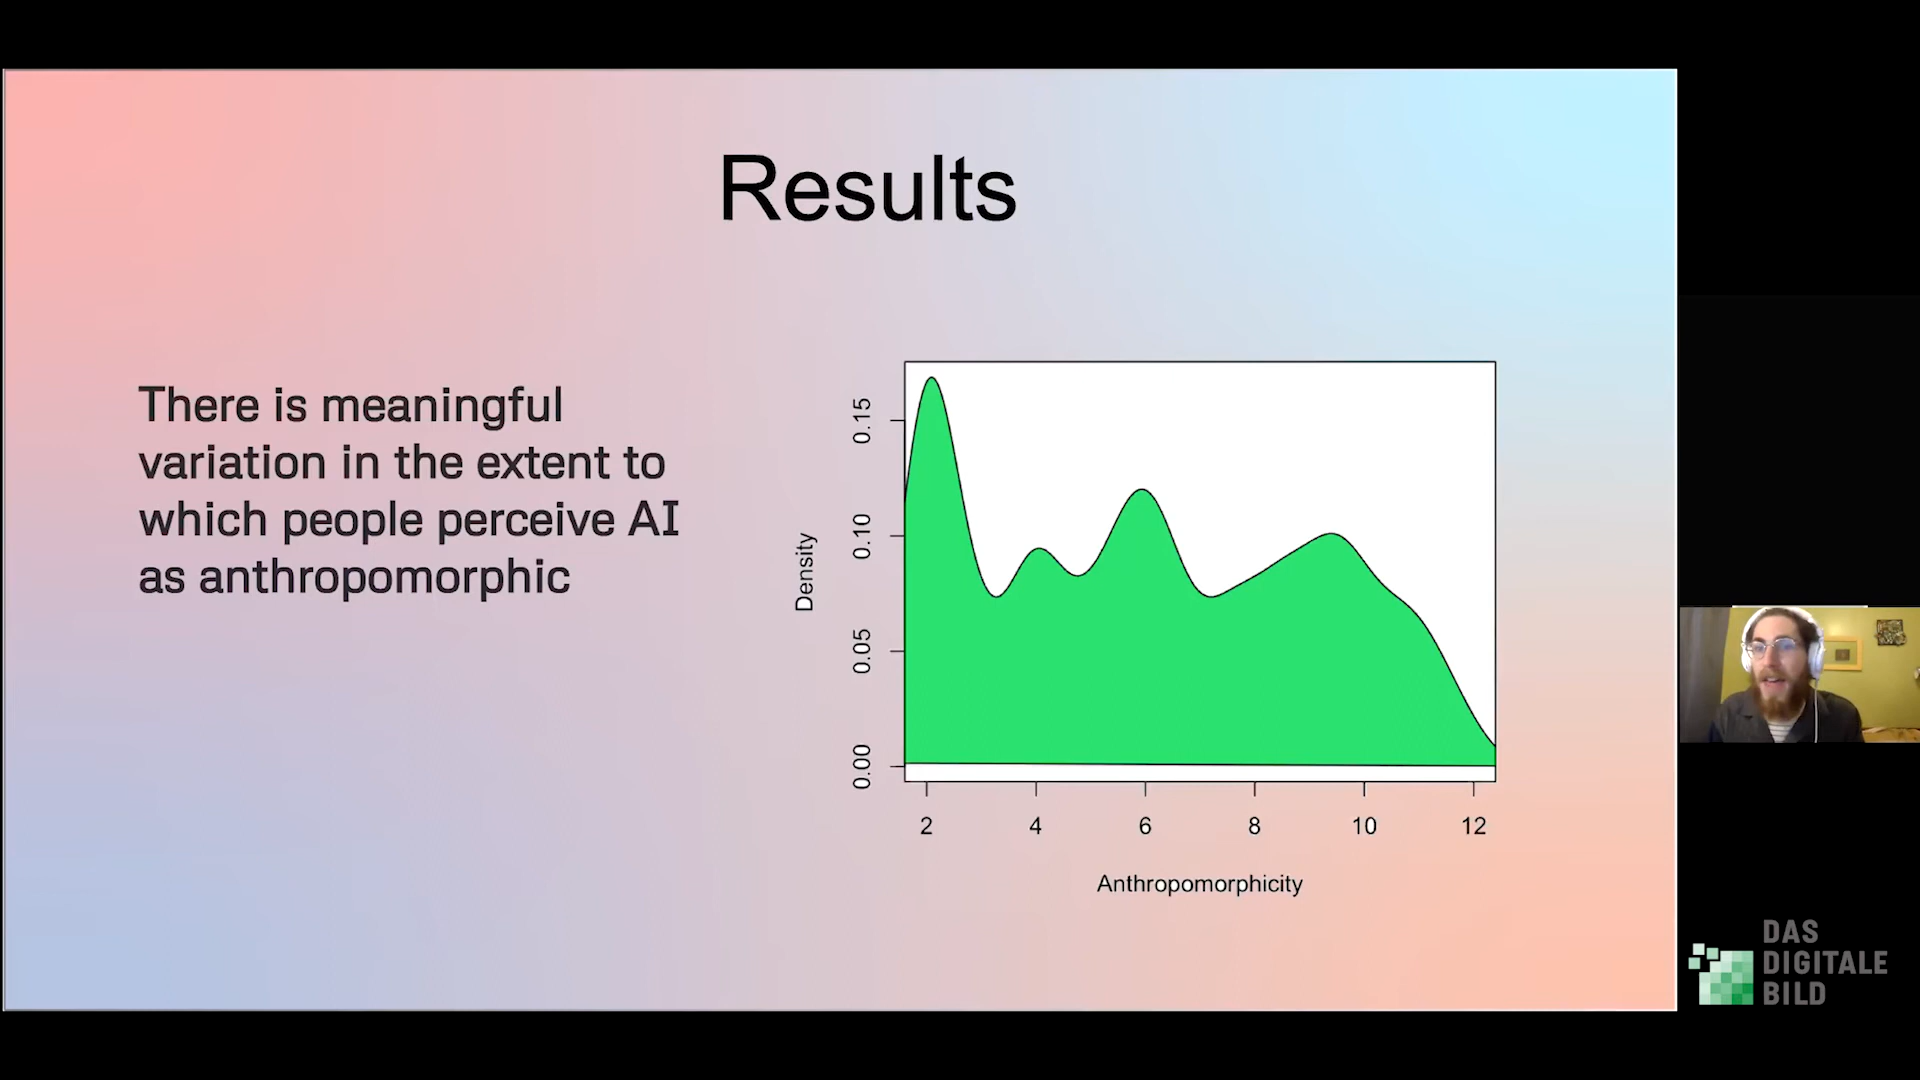 Results
There is meaningful
variation in the extent to
which people perceive AI
as anthropomorphic
Density
0.15
0.10
0.05
0.00
2 4 6 8 10 12
Anthropomorphicity
DAS
DIGITALE
BILD